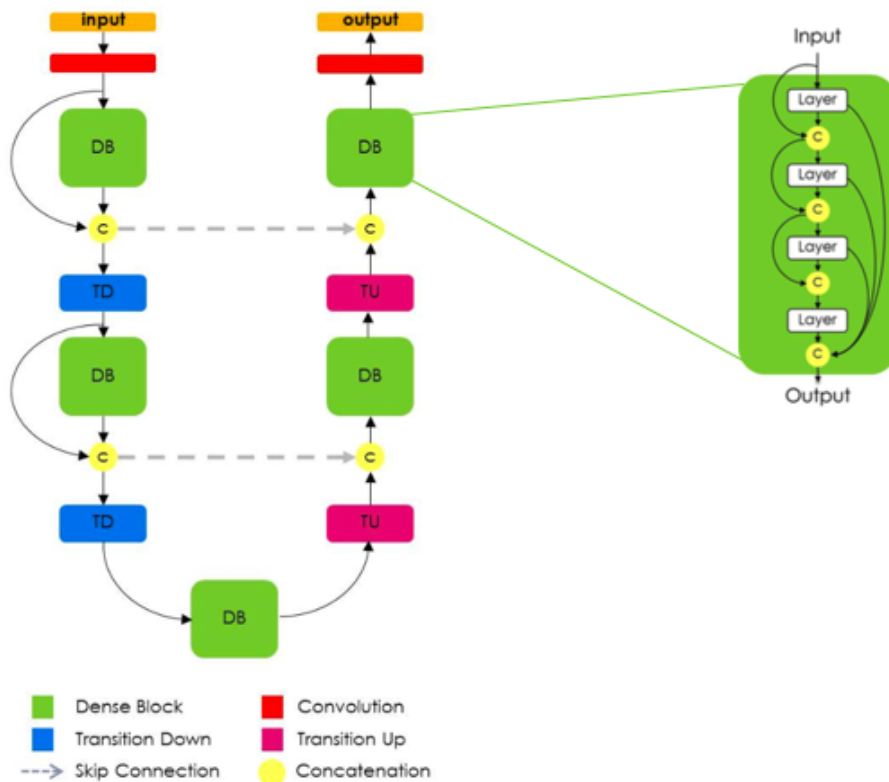 input
output
DB
DB
C
C
TD
TU
DB
DB
C
C
TD
TU
DB
Input
Layer
C
Layer
C
Layer
C
Layer
C
Output
Dense Block
Convolution
Transition Down
Transition Up
Skip Connection
Concatenation